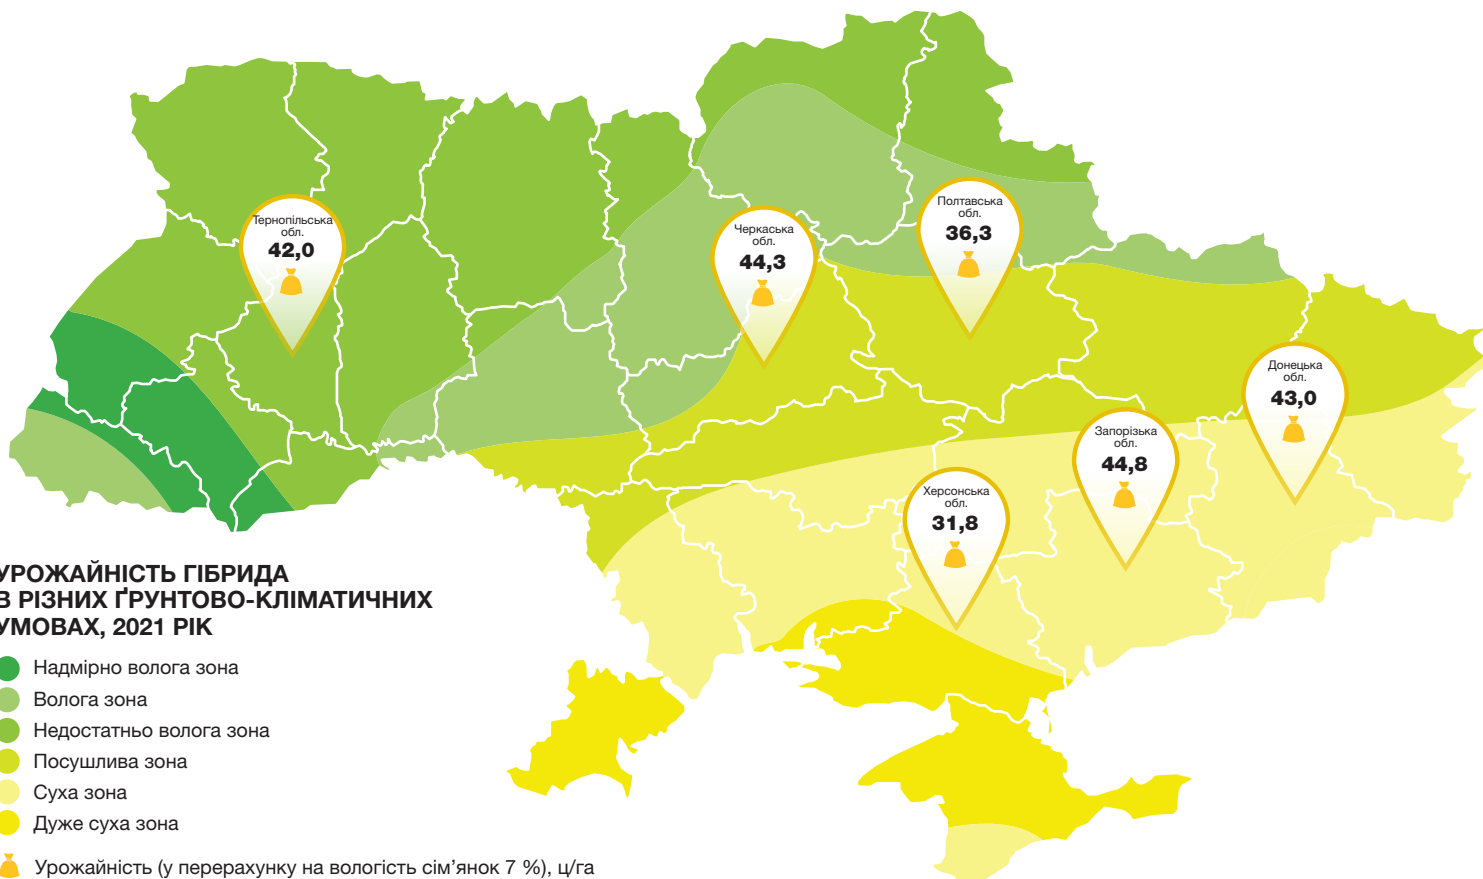 Тернопільська
обл.
42,0
Черкаська
обл.
44,3
Полтавська
обл.
36,3
Донецька
обл.
43,0
Запорізька
обл.
44,8
Херсонська
обл.
31,8
УРОЖАЙНІСТЬ ГІБРИДА
В РІЗНИХ ҐРУНТОВО-КЛІМАТИЧНИХ
УМОВАХ, 2021 РІК
Надмірно волога зона
Волога зона
Недостатньо волога зона
Посушлива зона
Суха зона
Дуже суха зона
Урожайність (у перерахунку на вологість сім’янок 7 %), ц/га